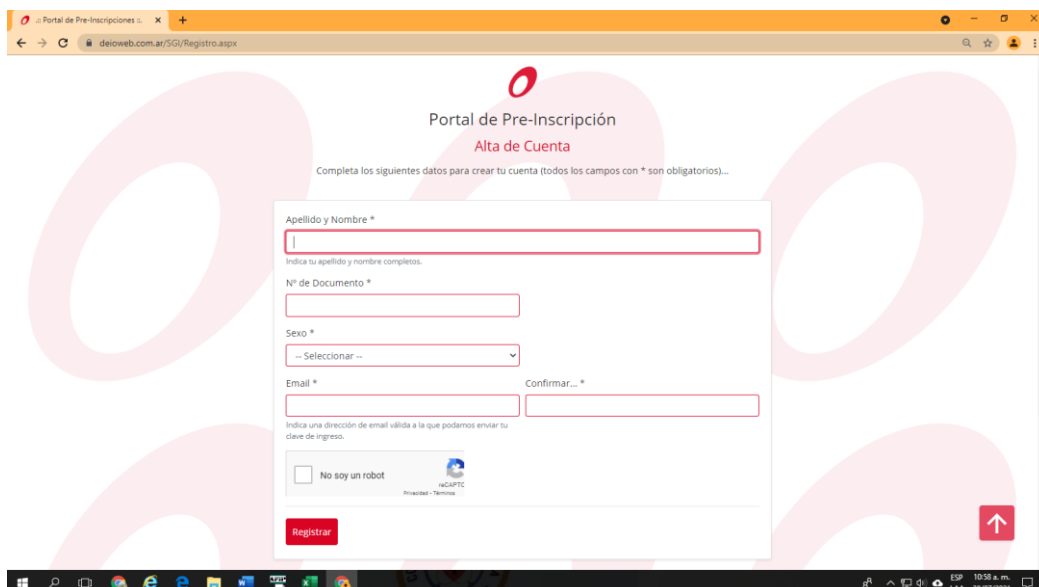 .:: Portal de Pre-Inscripciones ::.
deioweb.com.ar/SGI/Registro.aspx
Portal de Pre-Inscripción
Alta de Cuenta
Completa los siguientes datos para crear tu cuenta (todos los campos con * son obligatorios)...
Apellido y Nombre *
Indica tu apellido y nombre completos.
Nº de Documento *
Sexo *
-- Seleccionar --
Email *
Confirmar... *
Indica una dirección de email válida a la que podamos enviar tu
clave de ingreso.
No soy un robot
reCAPTC
Privacidad - Términos
Registrar
ESP
10:58 a. m.